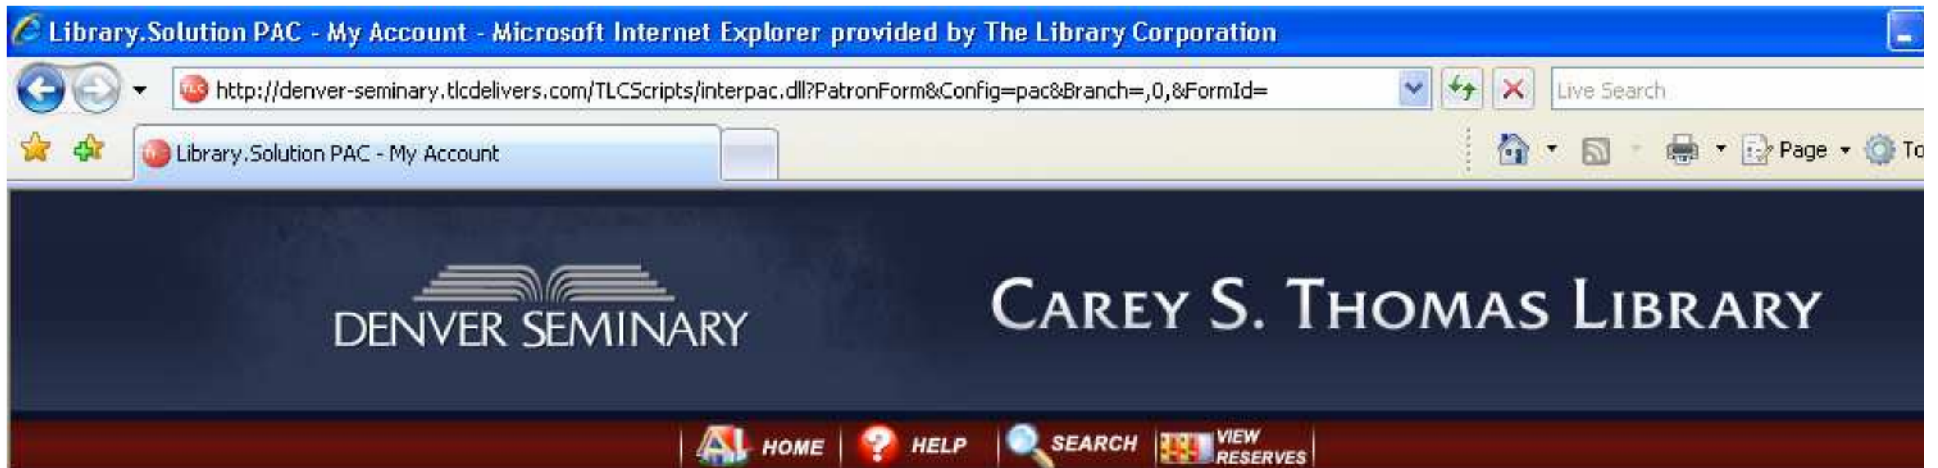 Library.Solution PAC - My Account - Microsoft Internet Explorer provided by The Library Corporation
TLC http://denver-seminary.tlcdelivers.com/TLCScripts/interpac.dll?PatronForm&Config=pac&Branch=,0,&FormId= Live Search
Library.Solution PAC - My Account Page To
DENVER SEMINARY
CAREY S. THOMAS LIBRARY
HOME HELP SEARCH VIEW RESERVES